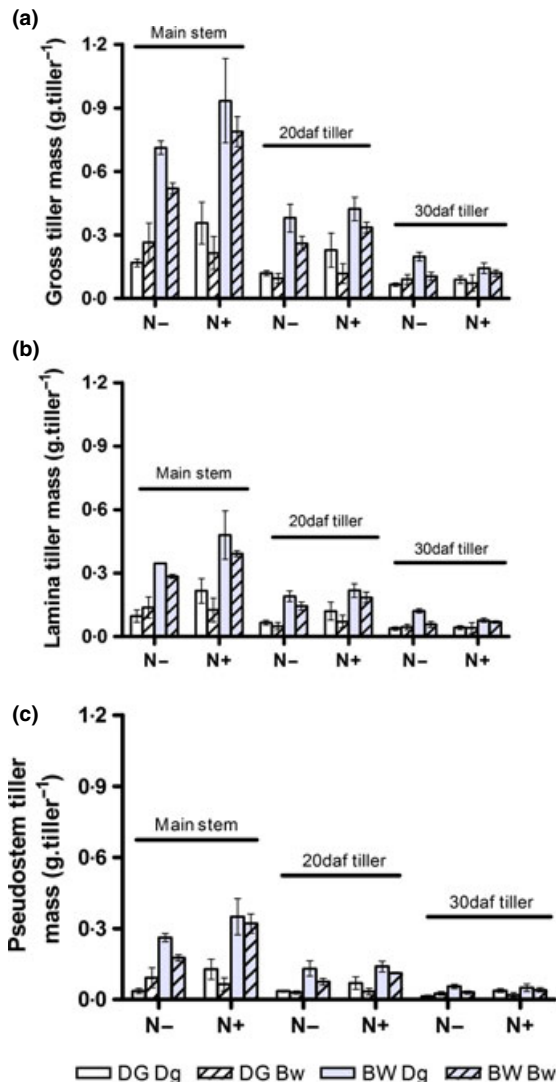 (a)
Gross tiller mass (g.tiller⁻¹)
1·2
0·9
0·6
0·3
0·0
Main stem
20daf tiller
30daf tiller
N− N+ N− N+ N− N+
(b)
Lamina tiller mass (g.tiller⁻¹)
1·2
0·9
0·6
0·3
0·0
Main stem
20daf tiller
30daf tiller
N− N+ N− N+ N− N+
(c)
Pseudostem tiller
mass (g.tiller⁻¹)
1·2
0·9
0·6
0·3
0·0
Main stem
20daf tiller
30daf tiller
N− N+ N− N+ N− N+
DG Dg DG Bw BW Dg BW Bw